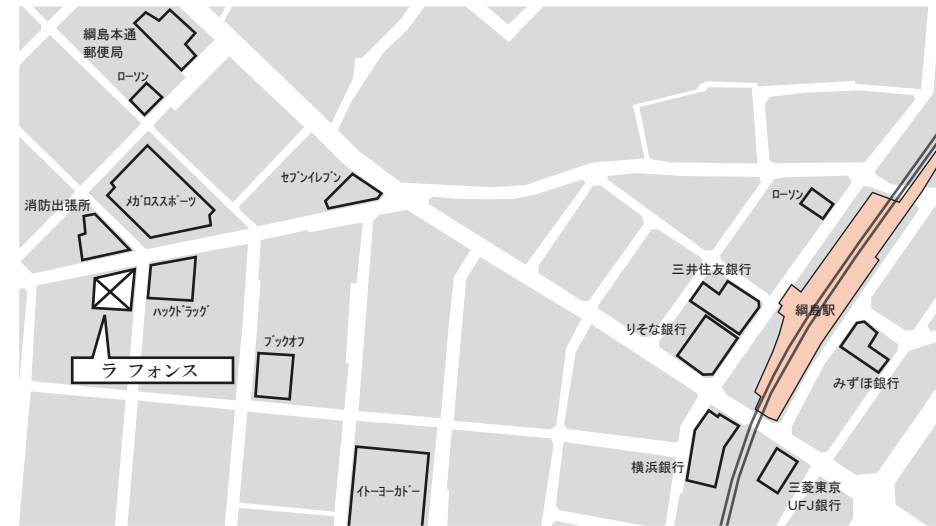 綱島本通
郵便局
ローソン
セブンイレブン
メガロススポーツ
消防出張所
ローソン
三井住友銀行
綱島駅
ハックドラッグ
りそな銀行
ブックオフ
ラ フォンス
みずほ銀行
横浜銀行
イトーヨーカドー
三菱東京
UFJ銀行